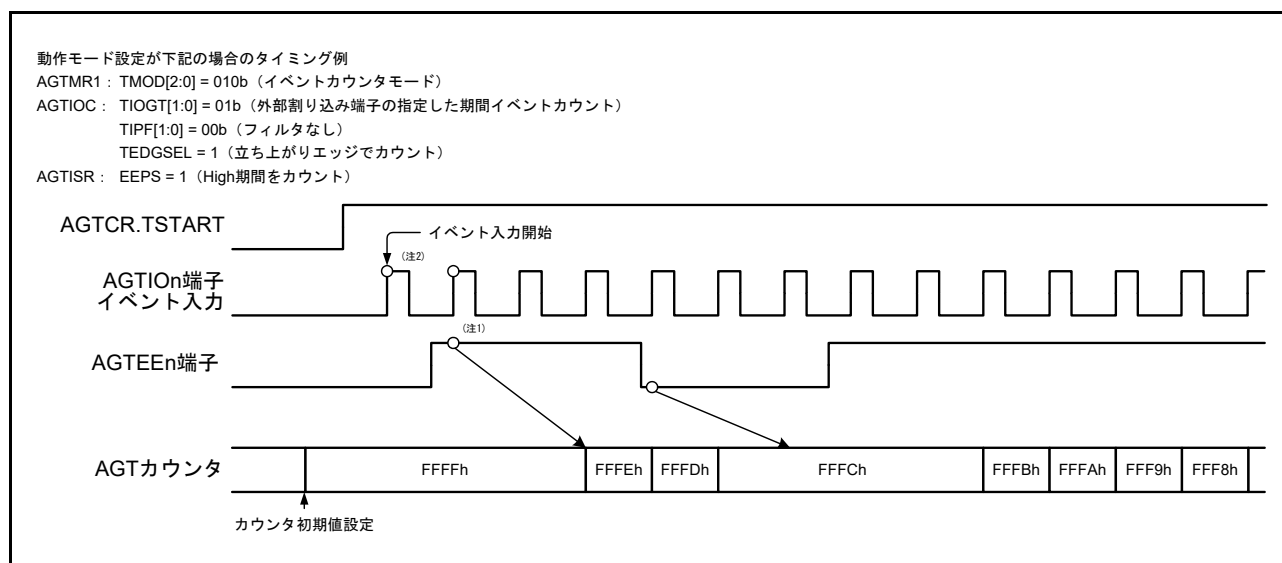 動作モード設定が下記の場合のタイミング例
AGTMR1： TMOD[2:0] = 010b（イベントカウンタモード）
AGTIOC： TIOGT[1:0] = 01b（外部割り込み端子の指定した期間イベントカウント）
TIPF[1:0] = 00b（フィルタなし）
TEDGSEL = 1（立ち上がりエッジでカウント）
AGTISR： EEPS = 1（High期間をカウント）
AGTCR.TSTART
イベント入力開始
（注2）
AGTIOn端子
イベント入力
（注1）
AGTEEn端子
AGTカウンタ
FFFFh FFFEh FFFDh FFFCh FFFBh FFFAh FFF9h FFF8h
カウンタ初期値設定